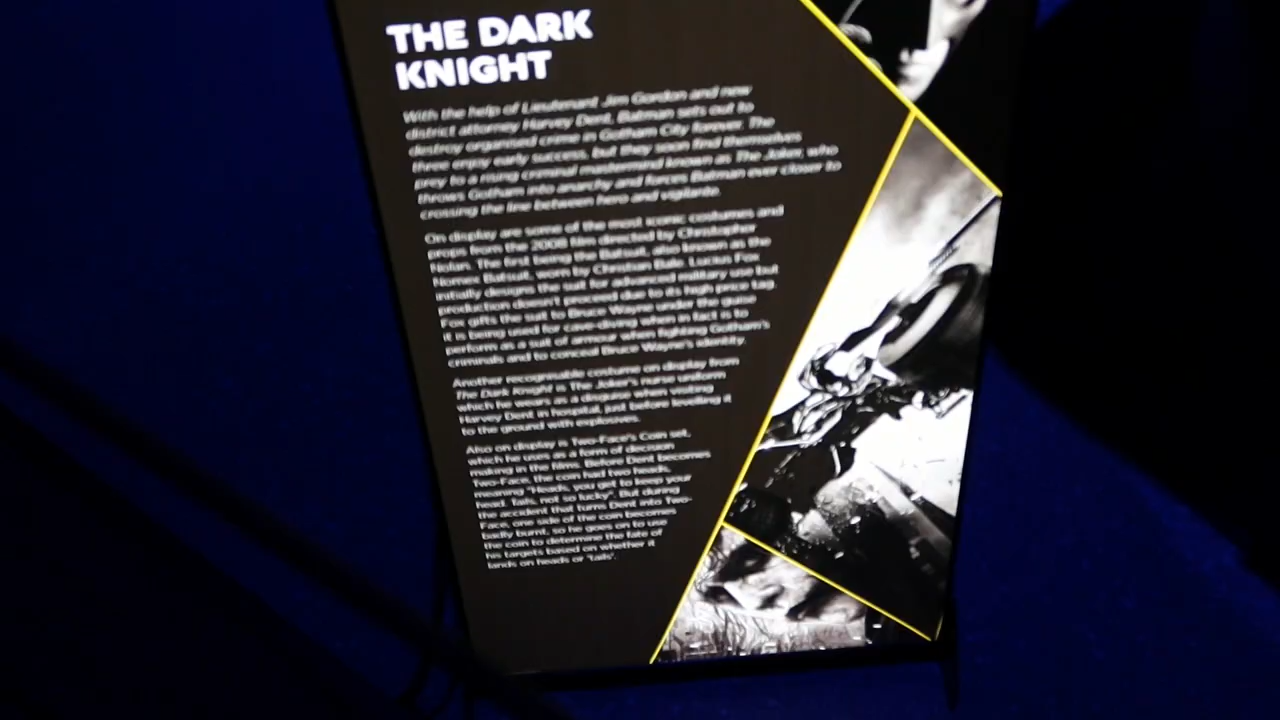 THE DARK
KNIGHT
With the help of Lieutenant Jim Gordon and new
district attorney Harvey Dent, Batman sets out to
destroy organised crime in Gotham City forever. The
three enjoy early success, but they soon find themselves
prey to a rising criminal mastermind known as The Joker, who
throws Gotham into anarchy and forces Batman ever closer to
crossing the line between hero and vigilante.
On display are some of the most iconic costumes and
props from the 2008 film directed by Christopher
Nolan. The first being the Batsuit, also known as the
Nomex Batsuit, worn by Christian Bale. Lucius Fox
initially designs the suit for advanced military use but
production doesn't proceed due to its high price tag.
Fox gifts the suit to Bruce Wayne under the guise
it is being used for cave-diving when in fact is to
perform as a suit of armour when fighting Gotham's
criminals and to conceal Bruce Wayne's identity.
Another recognisable costume on display from
The Dark Knight is The Joker's nurse uniform
which he wears as a disguise when visiting
Harvey Dent in hospital, just before levelling it
to the ground with explosives.
Also on display is Two-Face's Coin set,
which he uses as a form of decision
making in the films. Before Dent becomes
Two-Face, the coin had two heads,
meaning "Heads, you get to keep your
head. Tails, not so lucky". But during
the accident that turns Dent into Two-
Face, one side of the coin becomes
badly burnt, so he goes on to use
the coin to determine the fate of
his targets based on whether it
lands on heads or 'tails'.